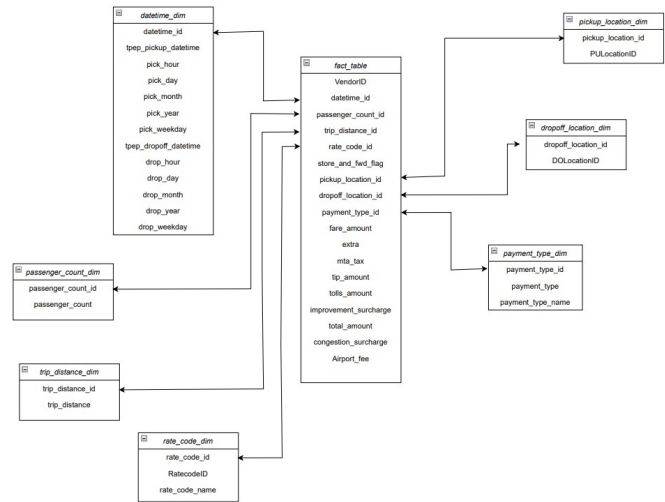 datetime_dim
datetime_id
tpep_pickup_datetime
pick_hour
pick_day
pick_month
pick_year
pick_weekday
tpep_dropoff_datetime
drop_hour
drop_day
drop_month
drop_year
drop_weekday
passenger_count_dim
passenger_count_id
passenger_count
trip_distance_dim
trip_distance_id
trip_distance
rate_code_dim
rate_code_id
RatecodeID
rate_code_name
fact_table
VendorID
datetime_id
passenger_count_id
trip_distance_id
rate_code_id
store_and_fwd_flag
pickup_location_id
dropoff_location_id
payment_type_id
fare_amount
extra
mta_tax
tip_amount
tolls_amount
improvement_surcharge
total_amount
congestion_surcharge
Airport_fee
pickup_location_dim
pickup_location_id
PULocationID
dropoff_location_dim
dropoff_location_id
DOLocationID
payment_type_dim
payment_type_id
payment_type
payment_type_name